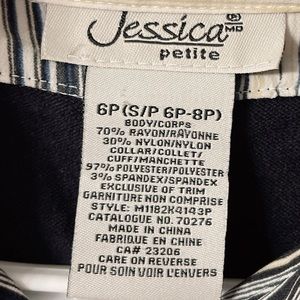 Jessica ® MD
petite
6P (S/P 6P-8P)
BODY/CORPS
70% RAYON/RAYONNE
30% NYLON/NYLON
COLLAR/COLLET/
CUFF/MANCHETTE
97% POLYESTER/POLYESTER
3% SPANDEX/SPANDEX
EXCLUSIVE OF TRIM
GARNITURE NON COMPRISE
STYLE: M1182K4143P
CATALOGUE NO. 70276
MADE IN CHINA
FABRIQUE EN CHINE
CA# 23206
CARE ON REVERSE
POUR SOIN VOIR L'ENVERS